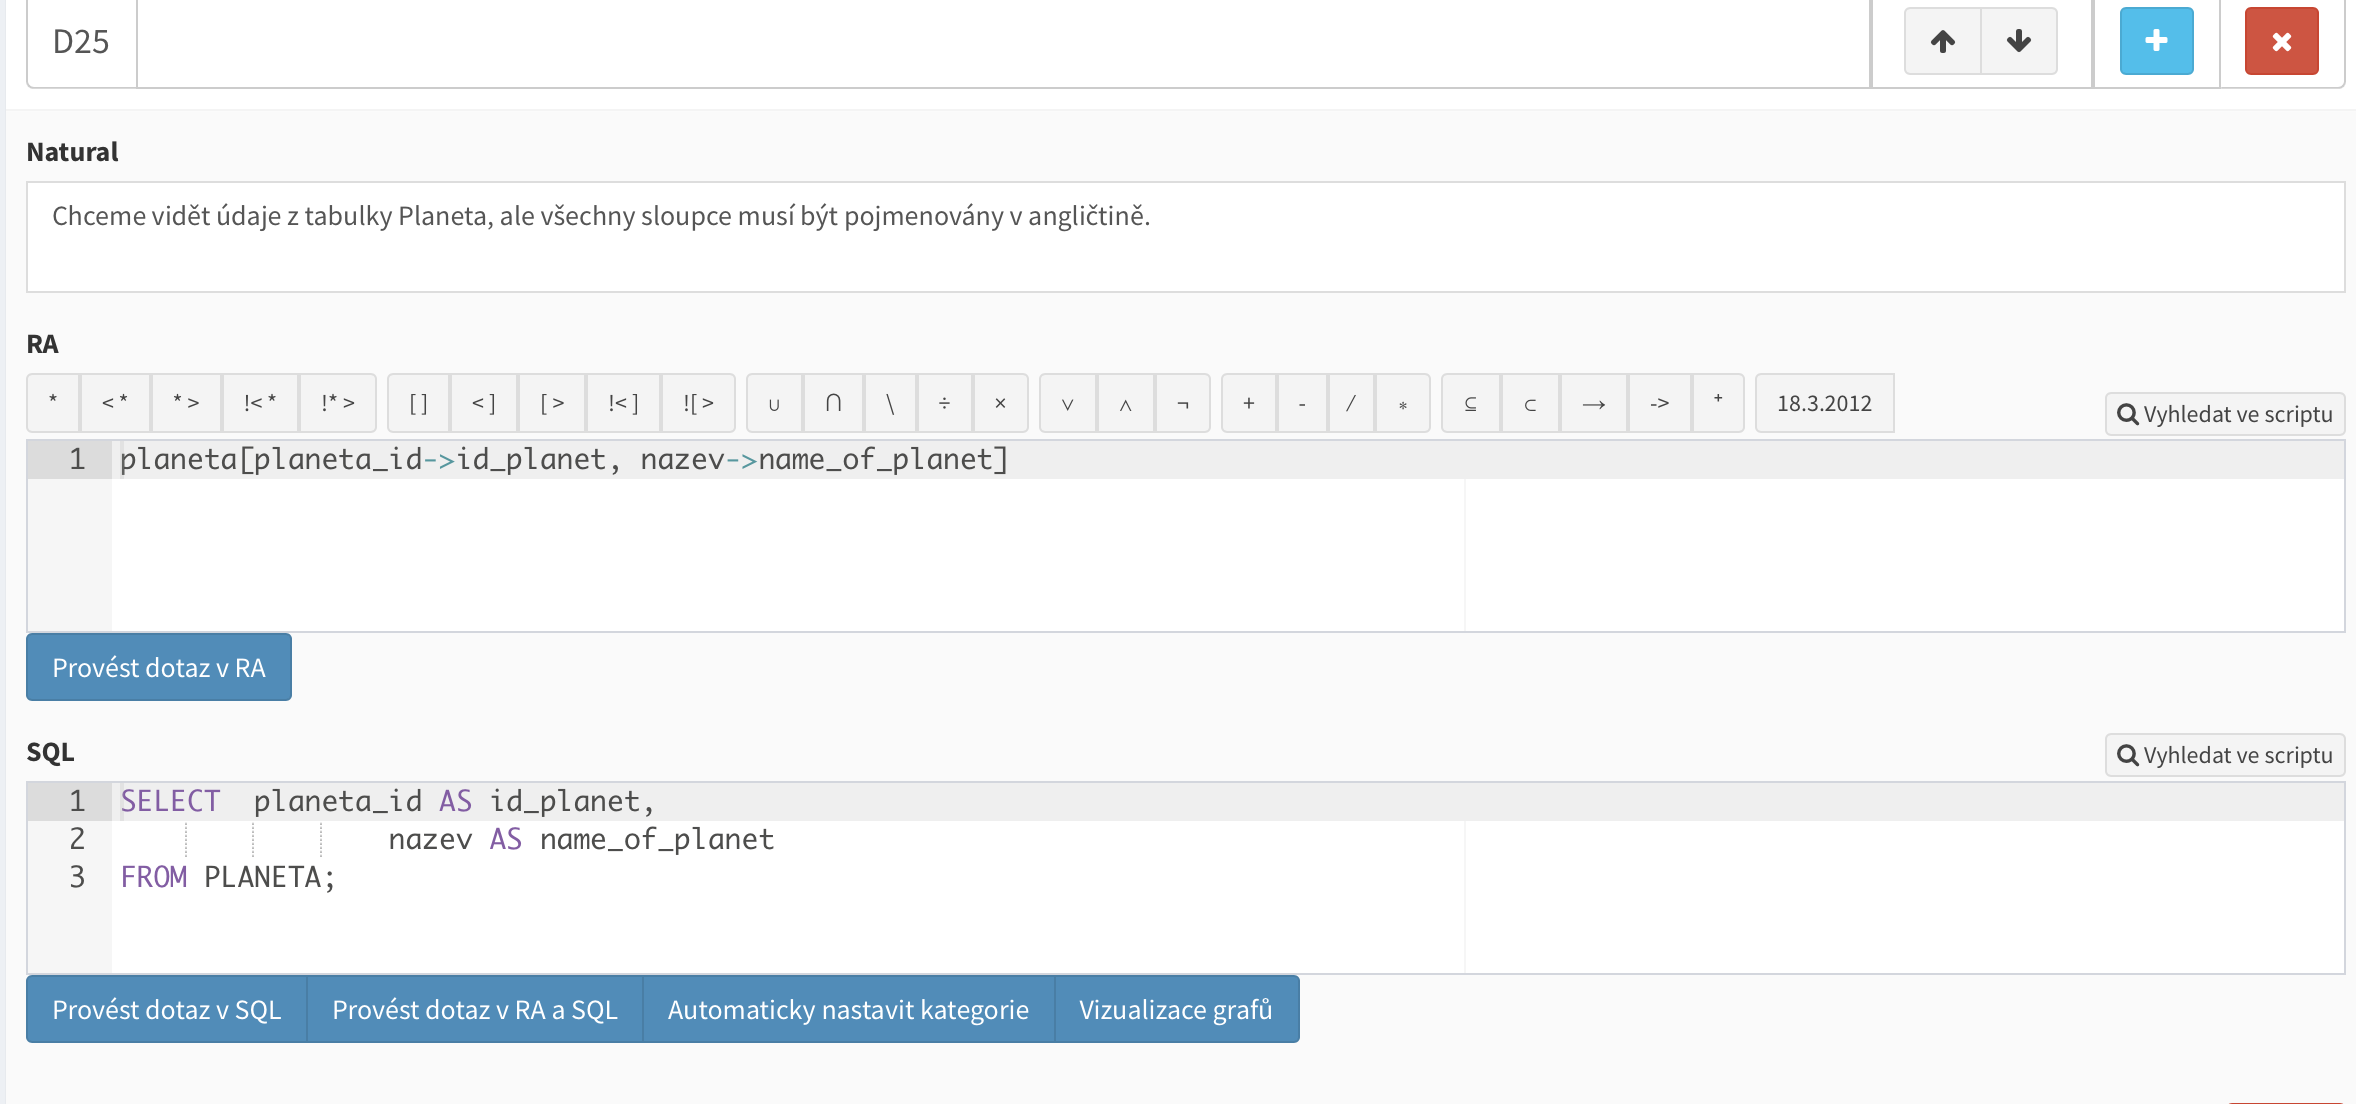 D25
Natural
Chceme vidět údaje z tabulky Planeta, ale všechny sloupce musí být pojmenovány v angličtině.
RA
* <* *> !<* !*> [] <] [> !<] ![> ∪ ∩ \ ÷ × ∨ ∧ ¬ + - / * ⊆ ⊂ → -> + 18.3.2012 Vyhledat ve scriptu
1 planeta[planeta_id->id_planet, nazev->name_of_planet]
Provést dotaz v RA
SQL Vyhledat ve scriptu
1 SELECT  planeta_id AS id_planet,
2                 nazev AS name_of_planet
3 FROM PLANETA;
Provést dotaz v SQL Provést dotaz v RA a SQL Automaticky nastavit kategorie Vizualizace grafů